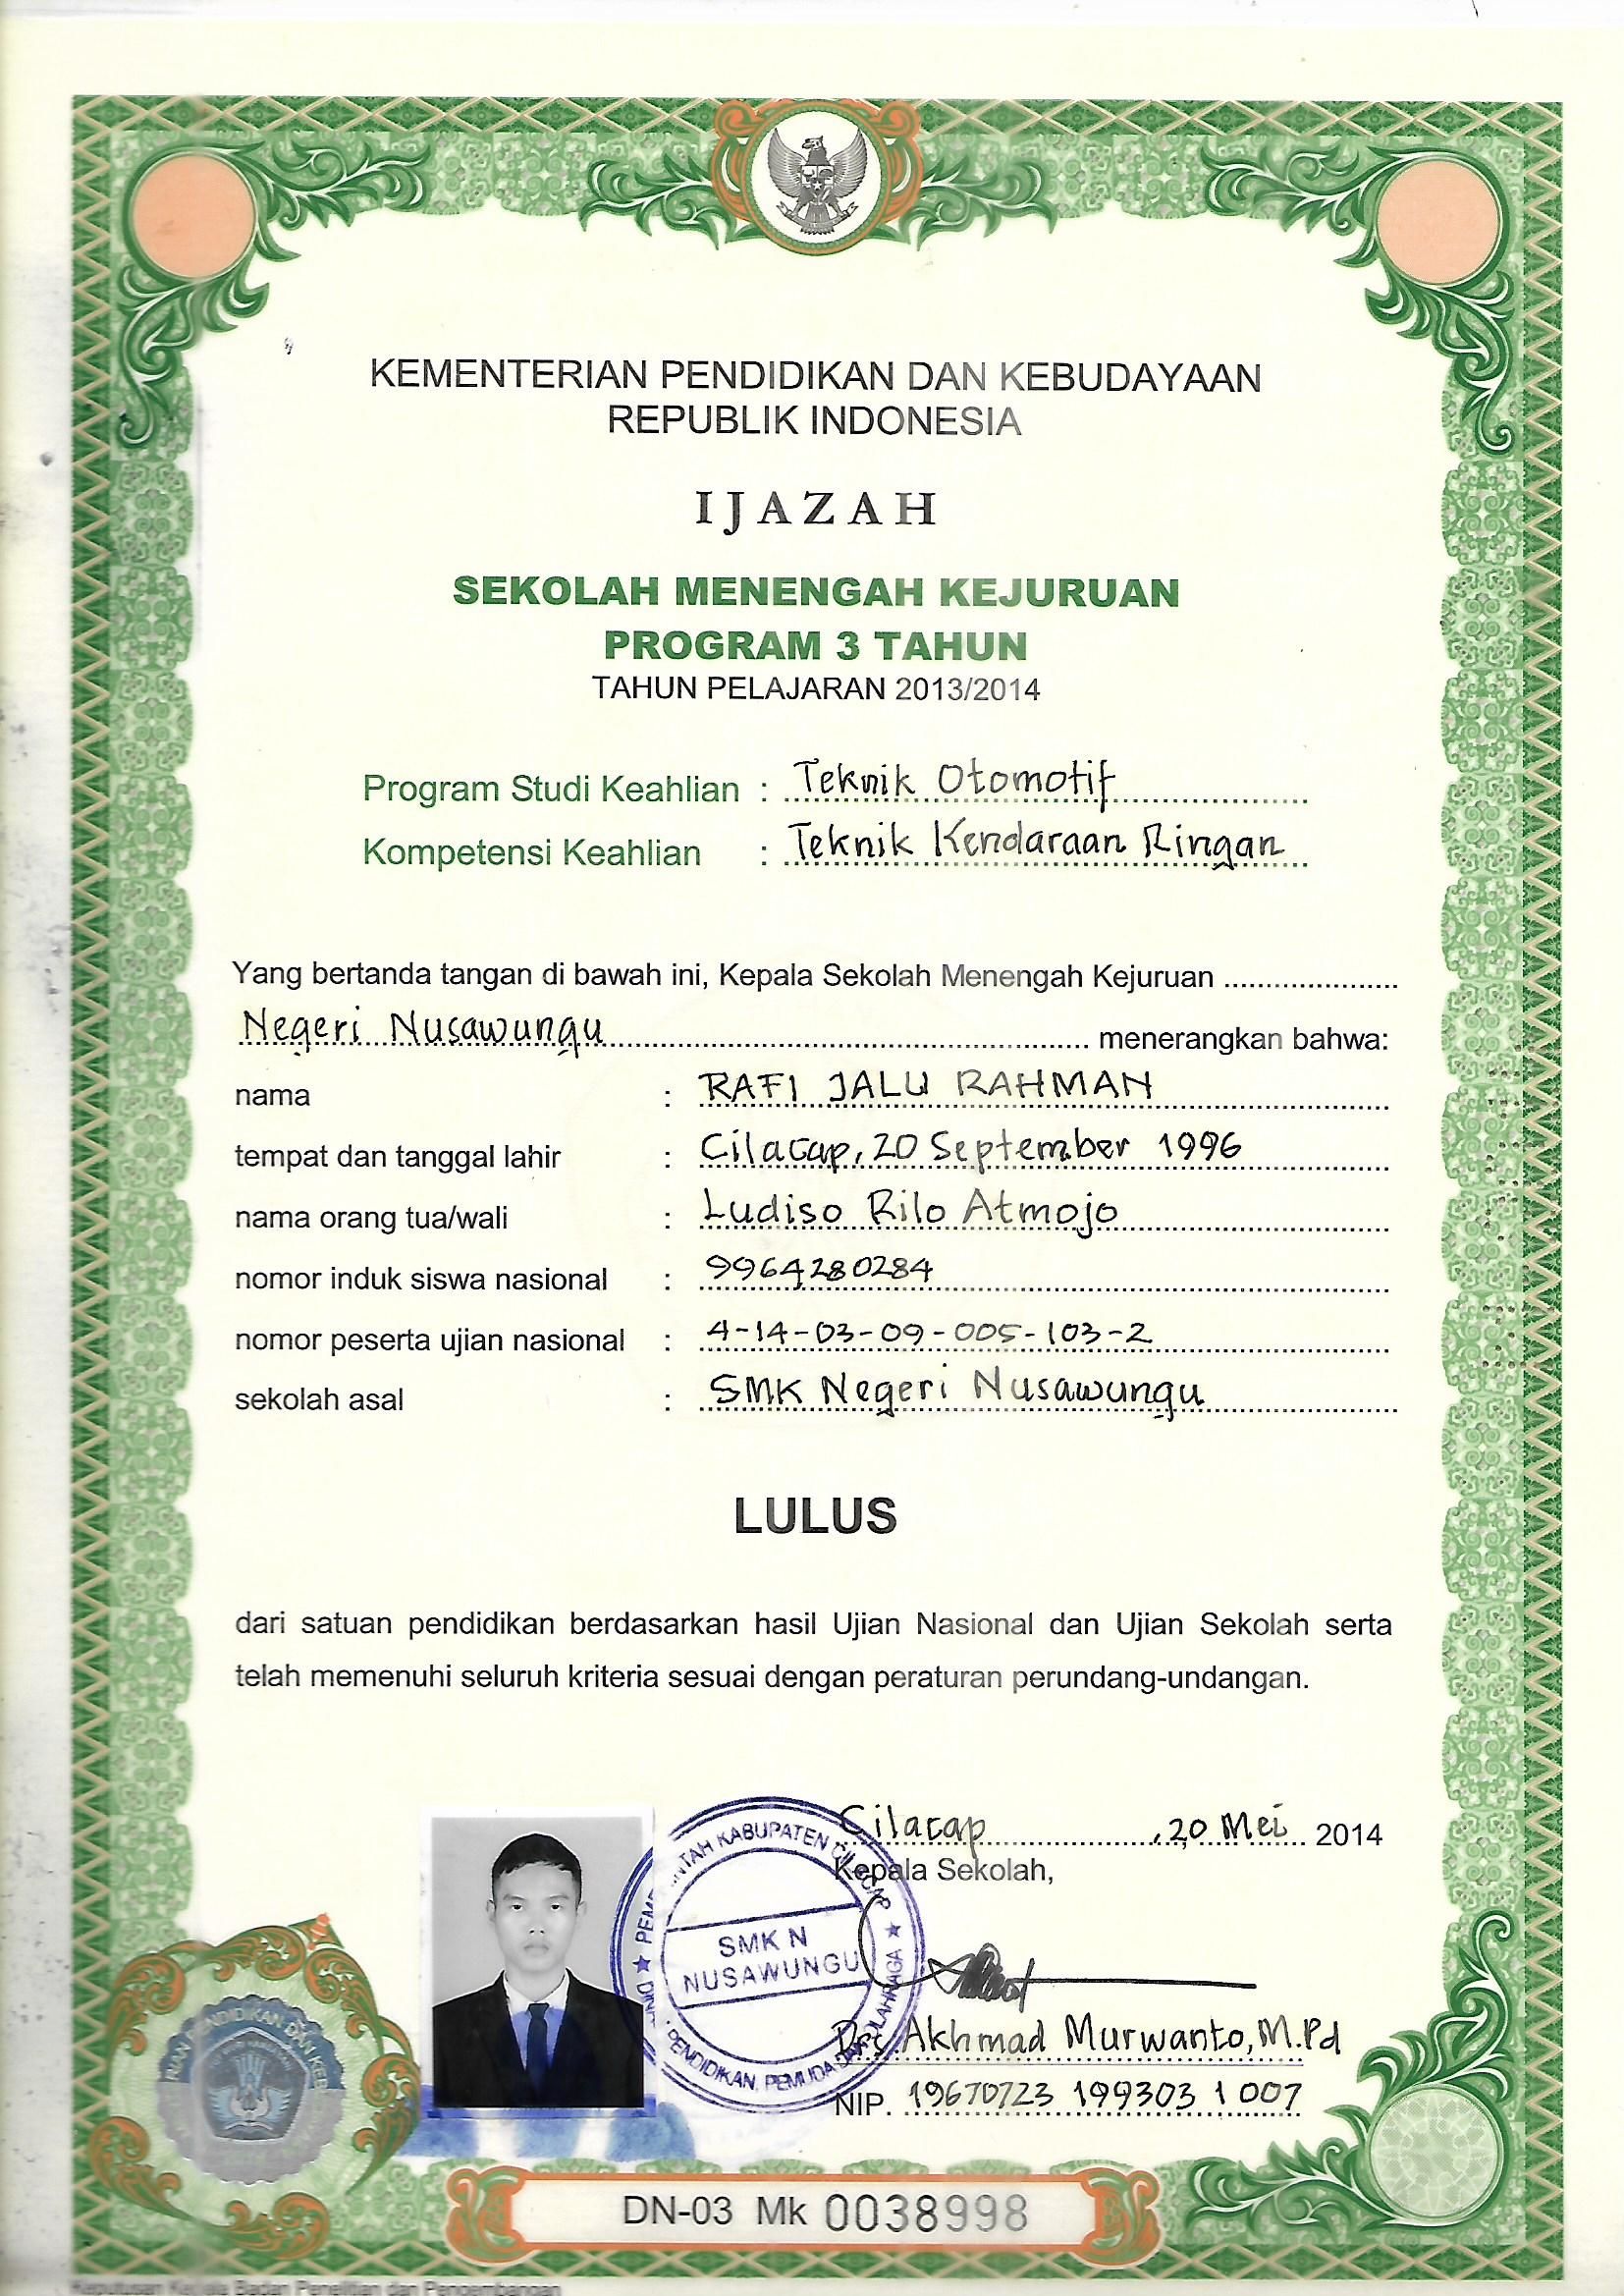 KEMENTERIAN PENDIDIKAN DAN KEBUDAYAAN
REPUBLIK INDONESIA
IJAZAH
SEKOLAH MENENGAH KEJURUAN
PROGRAM 3 TAHUN
TAHUN PELAJARAN 2013/2014
Program Studi Keahlian : Teknik Otomotif
Kompetensi Keahlian : Teknik Kendaraan Ringan
Yang bertanda tangan di bawah ini, Kepala Sekolah Menengah Kejuruan
Negeri Nusawungu menerangkan bahwa:
nama : RAFI JALU RAHMAN
tempat dan tanggal lahir : Cilacap, 20 September 1996
nama orang tua/wali : Ludiso Rilo Atmojo
nomor induk siswa nasional : 9964280284
nomor peserta ujian nasional : 4-14-03-09-005-103-2
sekolah asal : SMK Negeri Nusawungu
LULUS
dari satuan pendidikan berdasarkan hasil Ujian Nasional dan Ujian Sekolah serta
telah memenuhi seluruh kriteria sesuai dengan peraturan perundang-undangan.
Cilacap, 20 Mei 2014
Kepala Sekolah,
KABUPATEN CILACAP
SMK N
NUSAWUNGU
PENDIDIKAN, PEMUDA DAN OLAHRAGA
Drs. Akhmad Murwanto, M.Pd
NIP. 19670723 199303 1 007
DN-03 Mk 0038998
Keputusan Kepala Badan Penelitian dan Pengembangan